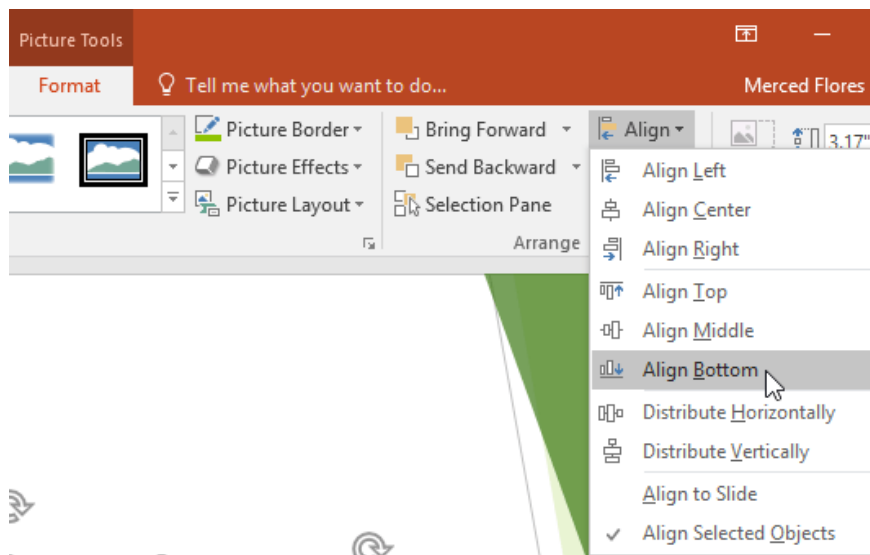 Picture Tools
Format
Tell me what you want to do...
Merced Flores
Picture Border
Picture Effects
Picture Layout
Bring Forward
Send Backward
Selection Pane
Arrange
Align
3.17"
Align Left
Align Center
Align Right
Align Top
Align Middle
Align Bottom
Distribute Horizontally
Distribute Vertically
Align to Slide
Align Selected Objects